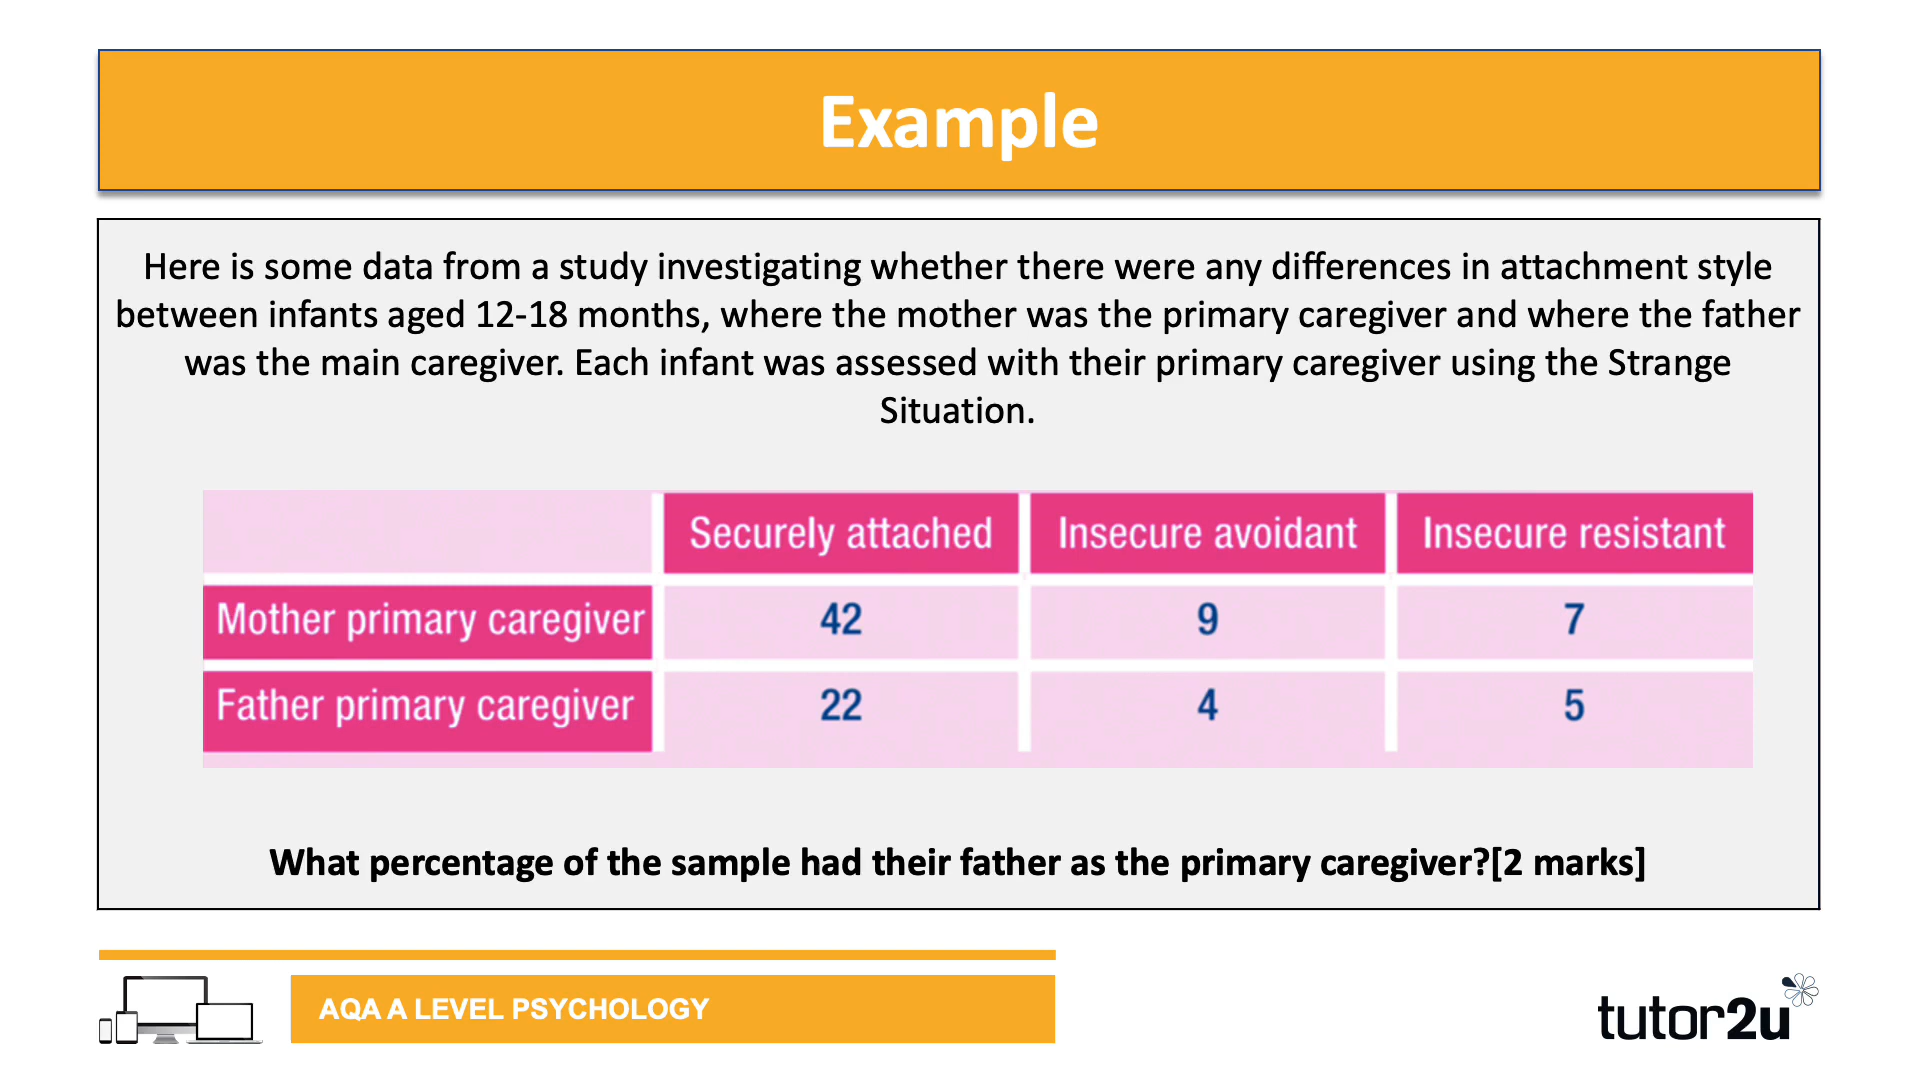 Example
Here is some data from a study investigating whether there were any differences in attachment style
between infants aged 12-18 months, where the mother was the primary caregiver and where the father
was the main caregiver. Each infant was assessed with their primary caregiver using the Strange
Situation.
Securely attached Insecure avoidant Insecure resistant
Mother primary caregiver 42 9 7
Father primary caregiver 22 4 5
What percentage of the sample had their father as the primary caregiver?[2 marks]
AQA A LEVEL PSYCHOLOGY
tutor2u